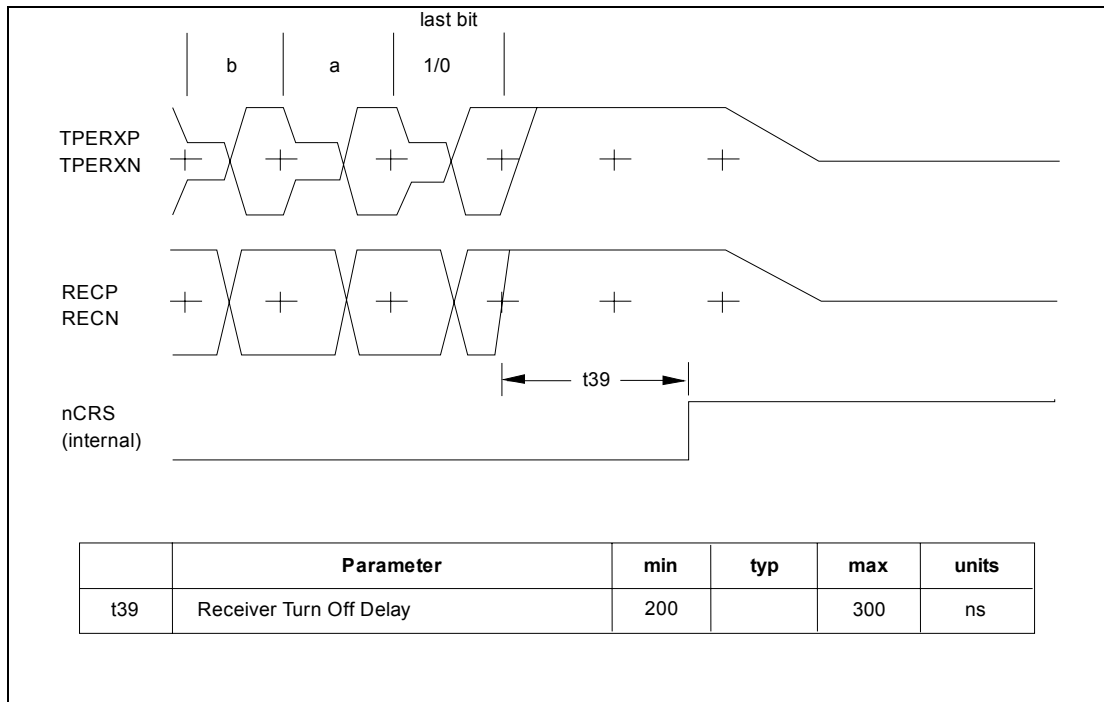 last bit
b a 1/0
TPERXP
TPERXN
RECP
RECN
t39
nCRS
(internal)
Parameter min typ max units
t39 Receiver Turn Off Delay 200 300 ns